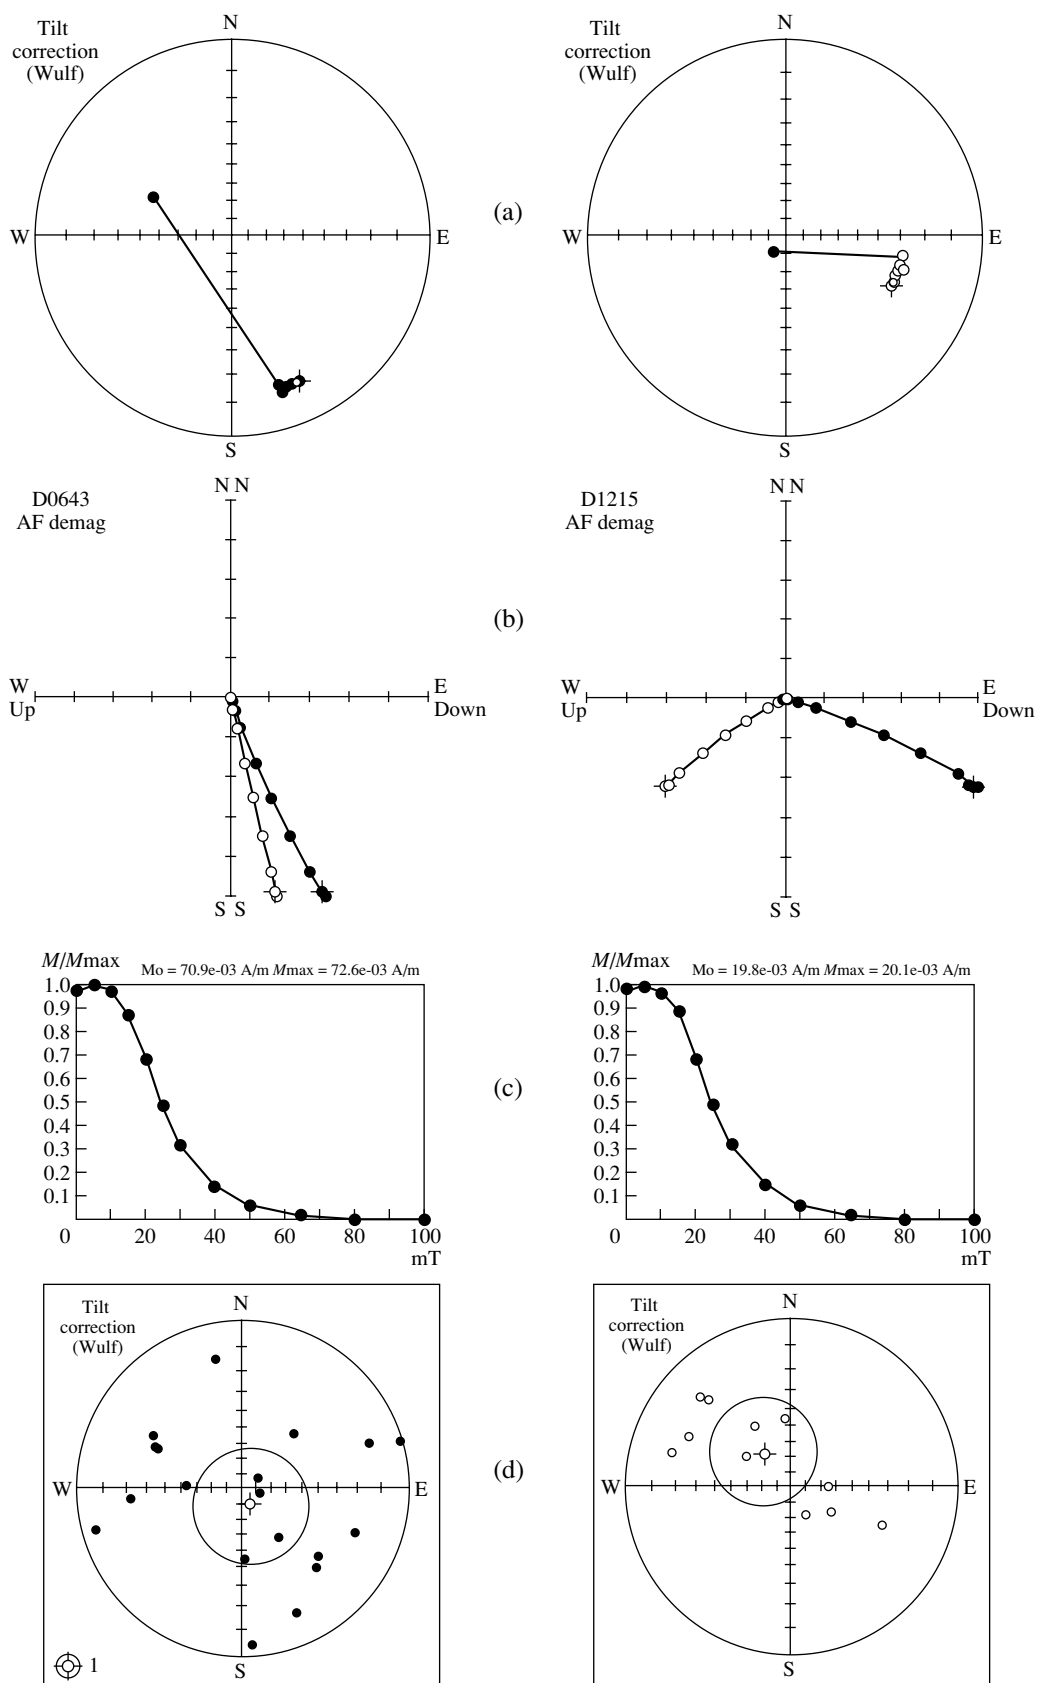 Tilt
correction
(Wulf)
N
W
E
S
(a)
Tilt
correction
(Wulf)
N
W
E
S
D0643
AF demag
N N
W
Up
E
Down
S S
(b)
D1215
AF demag
N N
W
Up
E
Down
S S
M/Mmax
Mo = 70.9e-03 A/m Mmax = 72.6e-03 A/m
1.0
0.9
0.8
0.7
0.6
0.5
0.4
0.3
0.2
0.1
0 20 40 60 80 100
mT
(c)
M/Mmax
Mo = 19.8e-03 A/m Mmax = 20.1e-03 A/m
1.0
0.9
0.8
0.7
0.6
0.5
0.4
0.3
0.2
0.1
0 20 40 60 80 100
mT
Tilt
correction
(Wulf)
N
W
E
S
1
(d)
Tilt
correction
(Wulf)
N
W
E
S